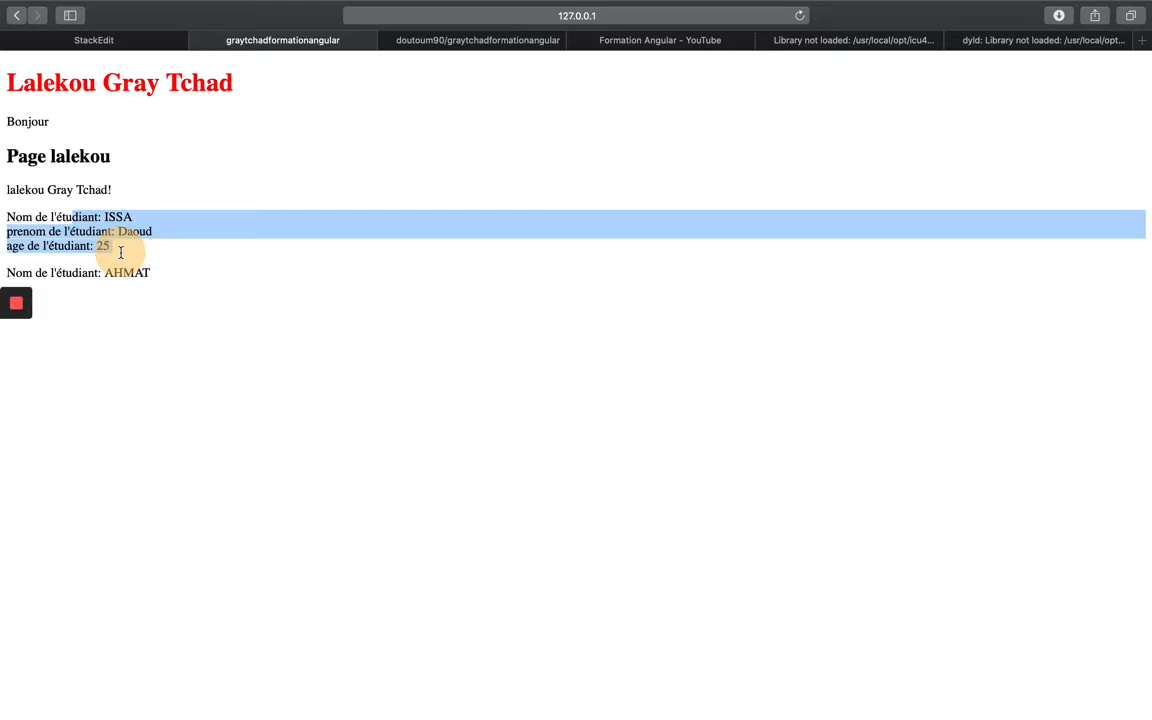 127.0.0.1
StackEdit
graytchadformationangular
doutoum90/graytchadformationangular
Formation Angular - YouTube
Library not loaded: /usr/local/opt/icu4...
dyld: Library not loaded: /usr/local/opt...
Lalekou Gray Tchad
Bonjour
Page lalekou
lalekou Gray Tchad!
Nom de l'étudiant: ISSA
prenom de l'étudiant: Daoud
age de l'étudiant: 25
Nom de l'étudiant: AHMAT